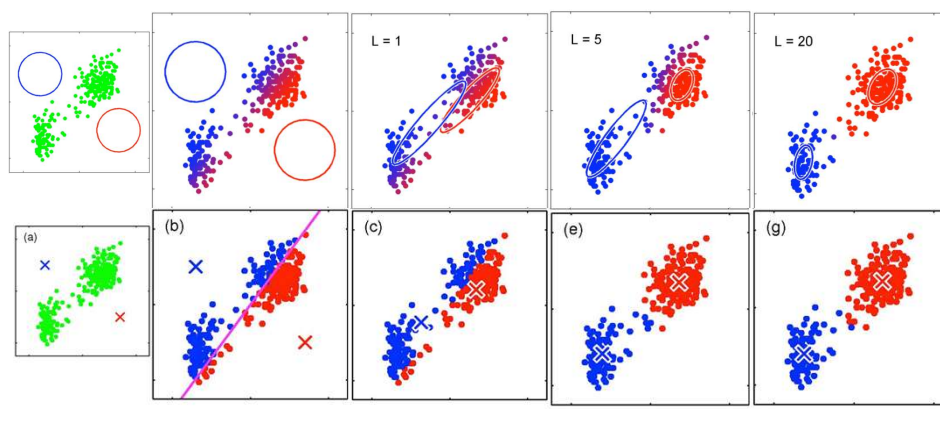 L = 1
L = 5
L = 20
(a)
(b)
(c)
(e)
(g)